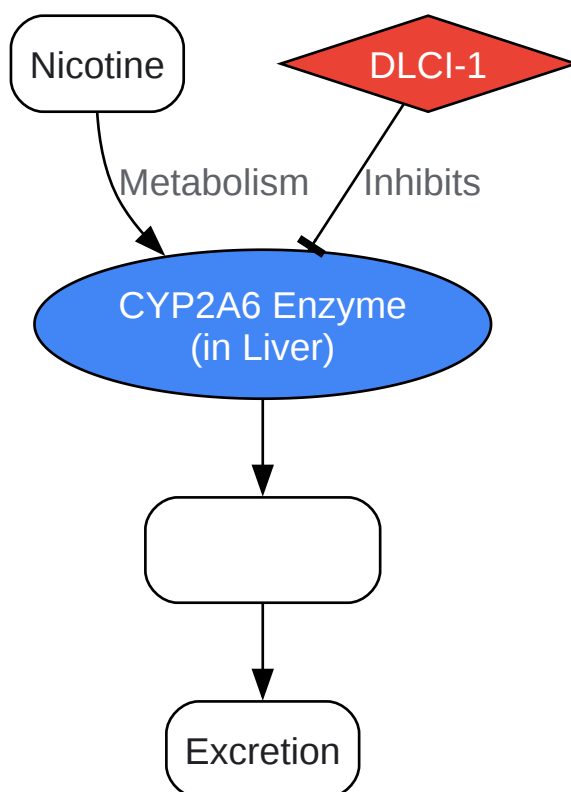 Nicotine
DLCI-1
Metabolism
Inhibits
CYP2A6 Enzyme
(in Liver)
Excretion